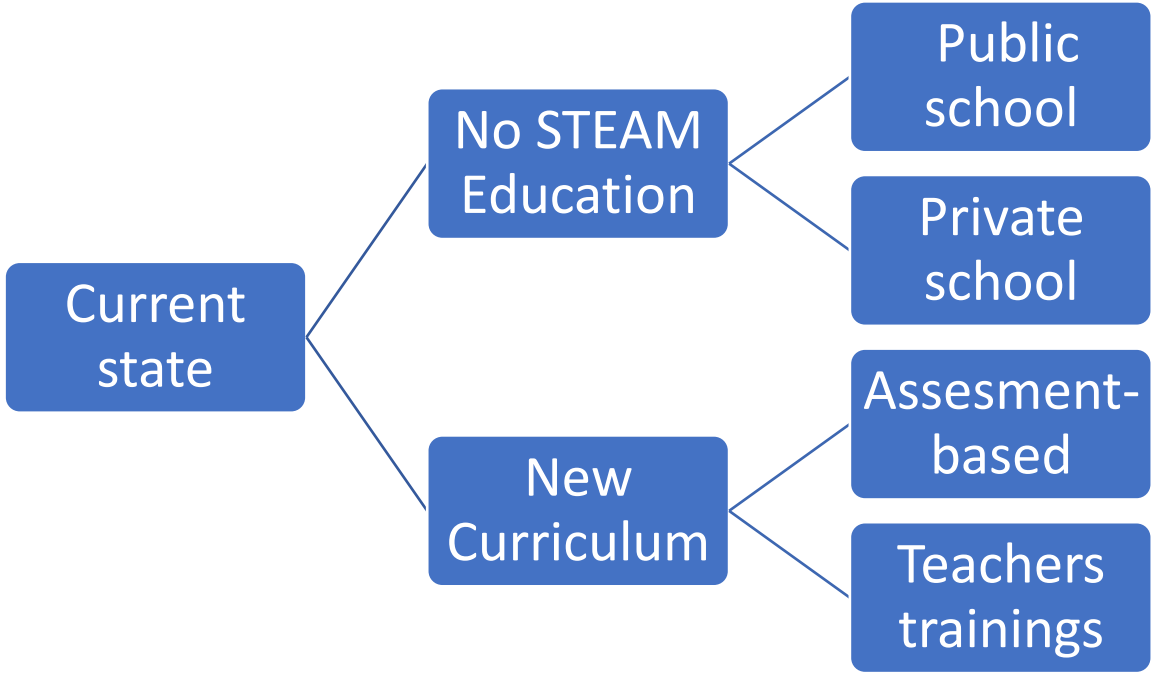 Current
state
No STEAM
Education
New
Curriculum
Public
school
Private
school
Assesment-
based
Teachers
trainings